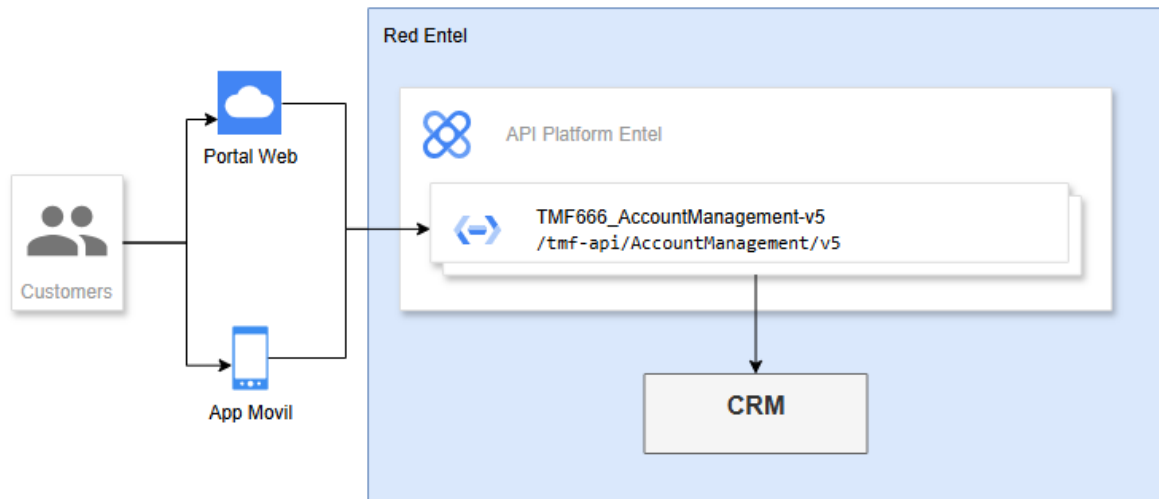 Red Entel
API Platform Entel
Portal Web
TMF666_AccountManagement-v5
/tmf-api/AccountManagement/v5
Customers
App Movil
CRM